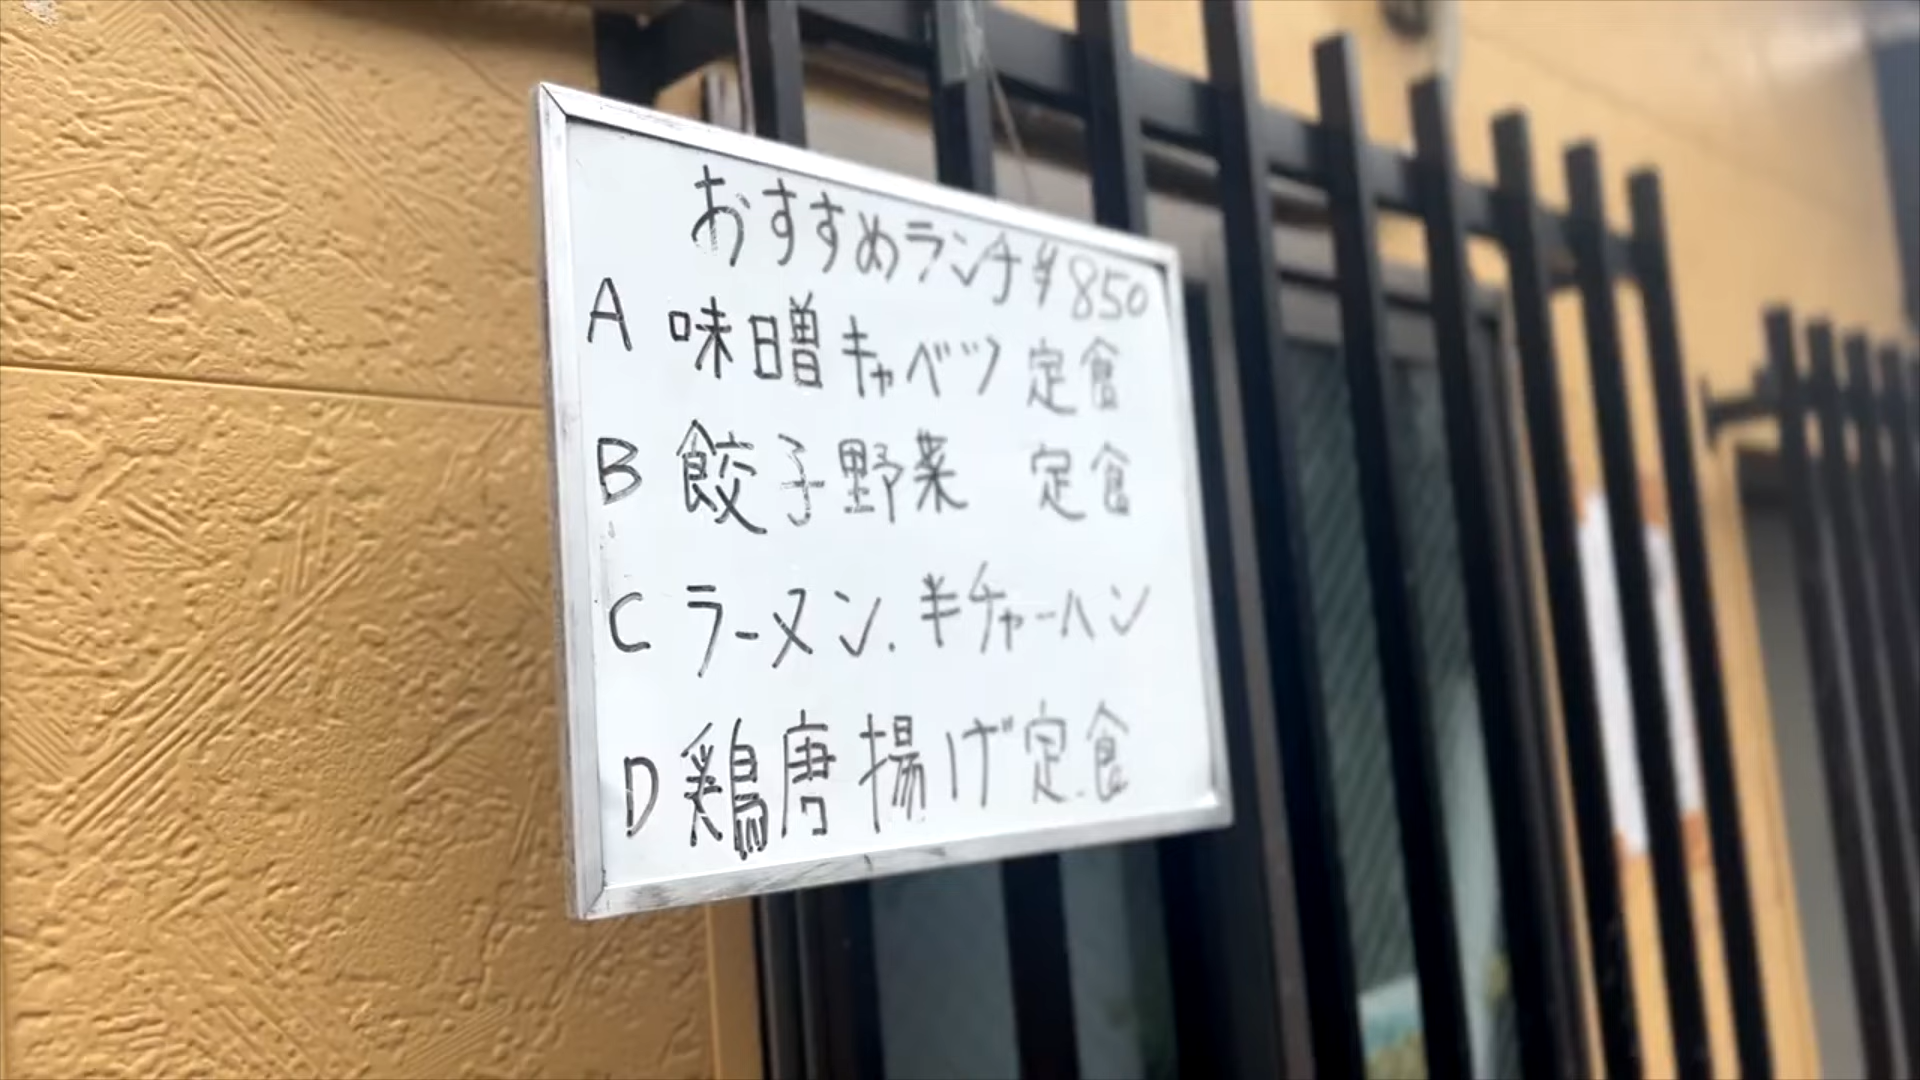 おすすめランチ ¥850
A 味噌キャベツ 定食
B 餃子野菜 定食
C ラーメン.半チャーハン
D 鶏唐揚げ定食